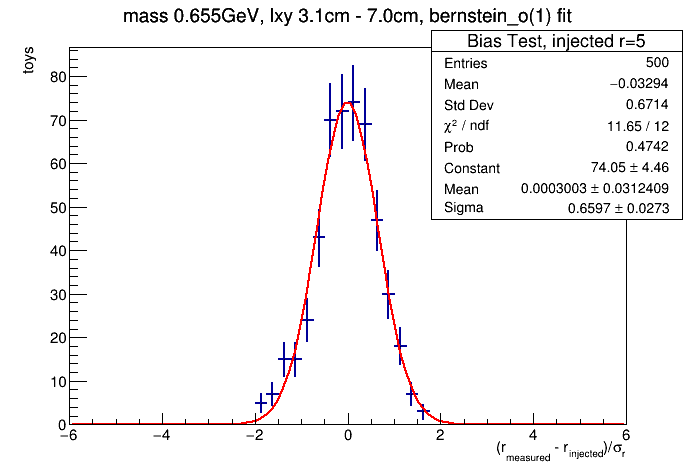 mass 0.655GeV, lxy 3.1cm - 7.0cm, bernstein_o(1) fit
toys
Bias Test, injected r=5
Entries 500
Mean −0.03294
Std Dev 0.6714
χ² / ndf 11.65 / 12
Prob 0.4742
Constant 74.05 ± 4.46
Mean 0.0003003 ± 0.0312409
Sigma 0.6597 ± 0.0273
80
70
60
50
40
30
20
10
0
−6 −4 −2 0 2 4 6
(r_measured - r_injected)/σ_r